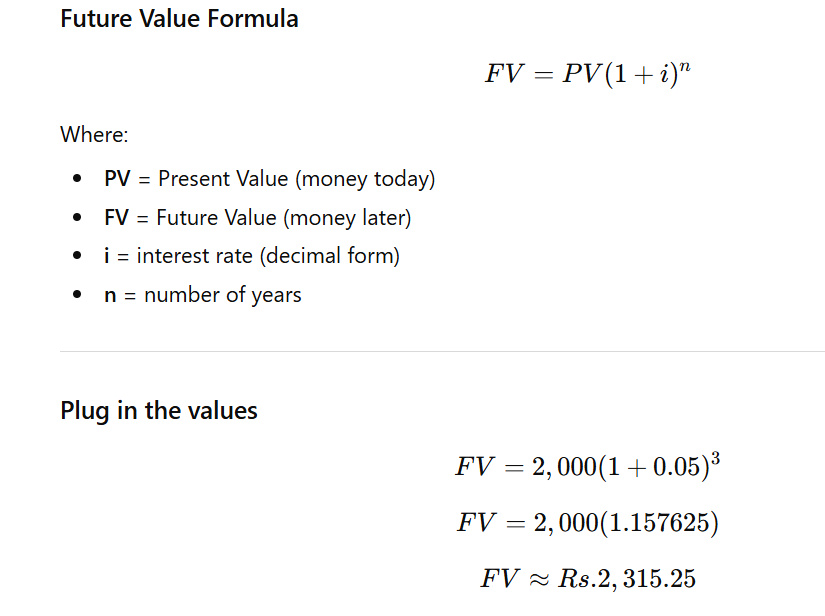 Future Value Formula
FV = PV(1 + i)ⁿ
Where:
• PV = Present Value (money today)
• FV = Future Value (money later)
• i = interest rate (decimal form)
• n = number of years
Plug in the values
FV = 2,000(1 + 0.05)³
FV = 2,000(1.157625)
FV ≈ Rs.2,315.25